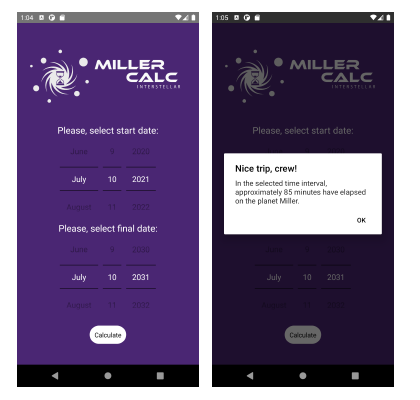 1:04
MILLER
CALC
INTERSTELLAR
Please, select start date:
June 9 2020
July 10 2021
August 11 2022
Please, select final date:
June 9 2030
July 10 2031
August 11 2032
Calculate
1:05
MILLER
CALC
INTERSTELLAR
Please, select start date:
Nice trip, crew!
In the selected time interval,
approximately 85 minutes have elapsed
on the planet Miller.
OK
June 9 2030
July 10 2031
August 11 2032
Calculate